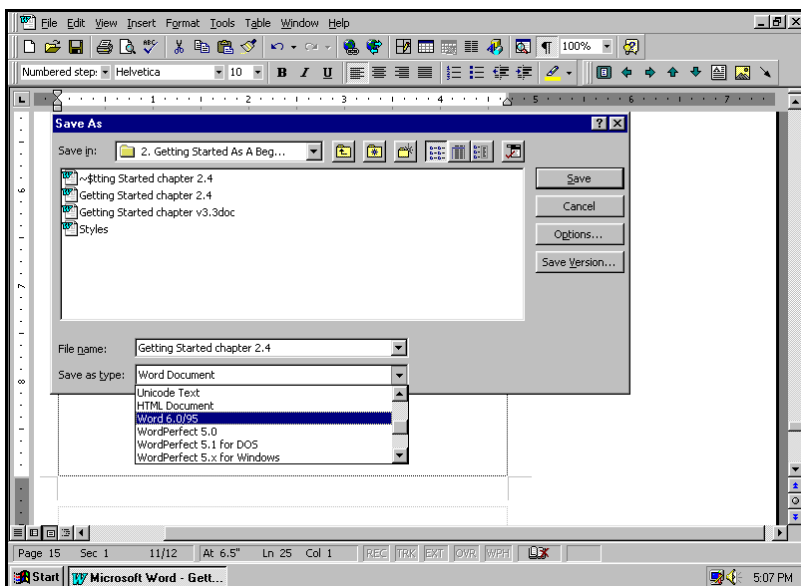 File Edit View Insert Format Tools Table Window Help
100%
Numbered step: Helvetica 10 B I U
1 2 3 4 5 6 7
Save As
Save in: 2. Getting Started As A Beg...
~$tting Started chapter 2.4
Getting Started chapter 2.4
Getting Started chapter v3.3doc
Styles
Save
Cancel
Options...
Save Version...
File name: Getting Started chapter 2.4
Save as type: Word Document
Unicode Text
HTML Document
Word 6.0/95
WordPerfect 5.0
WordPerfect 5.1 for DOS
WordPerfect 5.x for Windows
6
7
8
Page 15 Sec 1 11/12 At 6.5" Ln 25 Col 1 REC TRK EXT OVR WPH
Start Microsoft Word - Gett... 5:07 PM